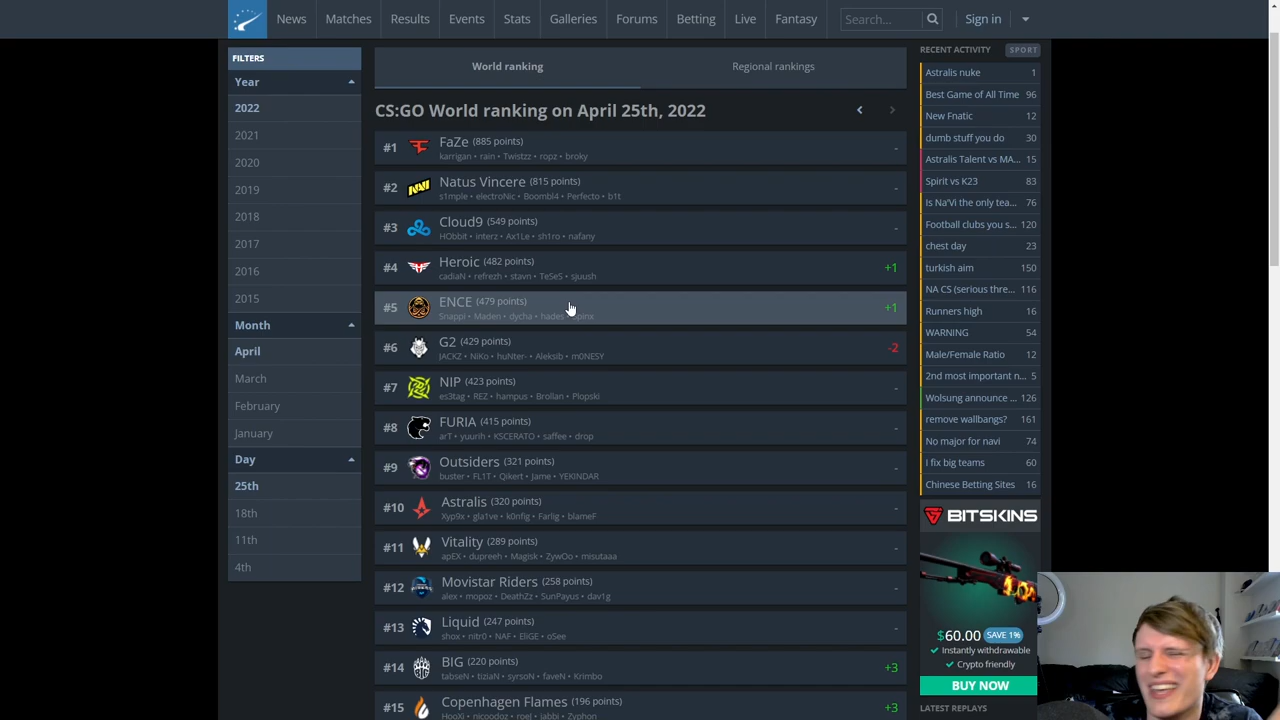 News
Matches
Results
Events
Stats
Galleries
Forums
Betting
Live
Fantasy
Search...
Sign in
FILTERS
Year
2022
2021
2020
2019
2018
2017
2016
2015
Month
April
March
February
January
Day
25th
18th
11th
4th
World ranking
Regional rankings
CS:GO World ranking on April 25th, 2022
#1 FaZe (885 points) -
karrigan • rain • Twistzz • ropz • broky
#2 Natus Vincere (815 points) -
s1mple • electroNic • Boombl4 • Perfecto • b1t
#3 Cloud9 (549 points) -
HObbit • interz • Ax1Le • sh1ro • nafany
#4 Heroic (482 points) +1
cadiaN • refrezh • stavn • TeSeS • sjuush
#5 ENCE (479 points) +1
Snappi • Maden • dycha • hades • Spinx
#6 G2 (429 points) -2
JACKZ • NiKo • huNter- • Aleksib • m0NESY
#7 NIP (423 points) -
es3tag • REZ • hampus • Brollan • Plopski
#8 FURIA (415 points) -
arT • yuurih • KSCERATO • saffee • drop
#9 Outsiders (321 points) -
buster • FL1T • Qikert • Jame • YEKINDAR
#10 Astralis (320 points) -
Xyp9x • gla1ve • k0nfig • Farlig • blameF
#11 Vitality (289 points) -
apEX • dupreeh • Magisk • ZywOo • misutaaa
#12 Movistar Riders (258 points) -
alex • mopoz • DeathZz • SunPayus • dav1g
#13 Liquid (247 points) -
shox • nitr0 • NAF • EliGE • oSee
#14 BIG (220 points) +3
tabseN • tiziaN • syrsoN • faveN • Krimbo
#15 Copenhagen Flames (196 points) +3
HooXi • nicoodoz • roeJ • jabbi • Zyphon
RECENT ACTIVITY SPORT
Astralis nuke 1
Best Game of All Time 96
New Fnatic 12
dumb stuff you do 30
Astralis Talent vs MA... 15
Spirit vs K23 83
Is Na'Vi the only tea... 76
Football clubs you s... 120
chest day 23
turkish aim 150
NA CS (serious thre... 116
Runners high 16
WARNING 54
Male/Female Ratio 12
2nd most important n... 5
Wolsung announce ... 126
remove wallbangs? 161
No major for navi 74
I fix big teams 60
Chinese Betting Sites 16
BITSKINS
$60.00 SAVE 1%
Instantly withdrawable
Crypto friendly
BUY NOW
LATEST REPLAYS